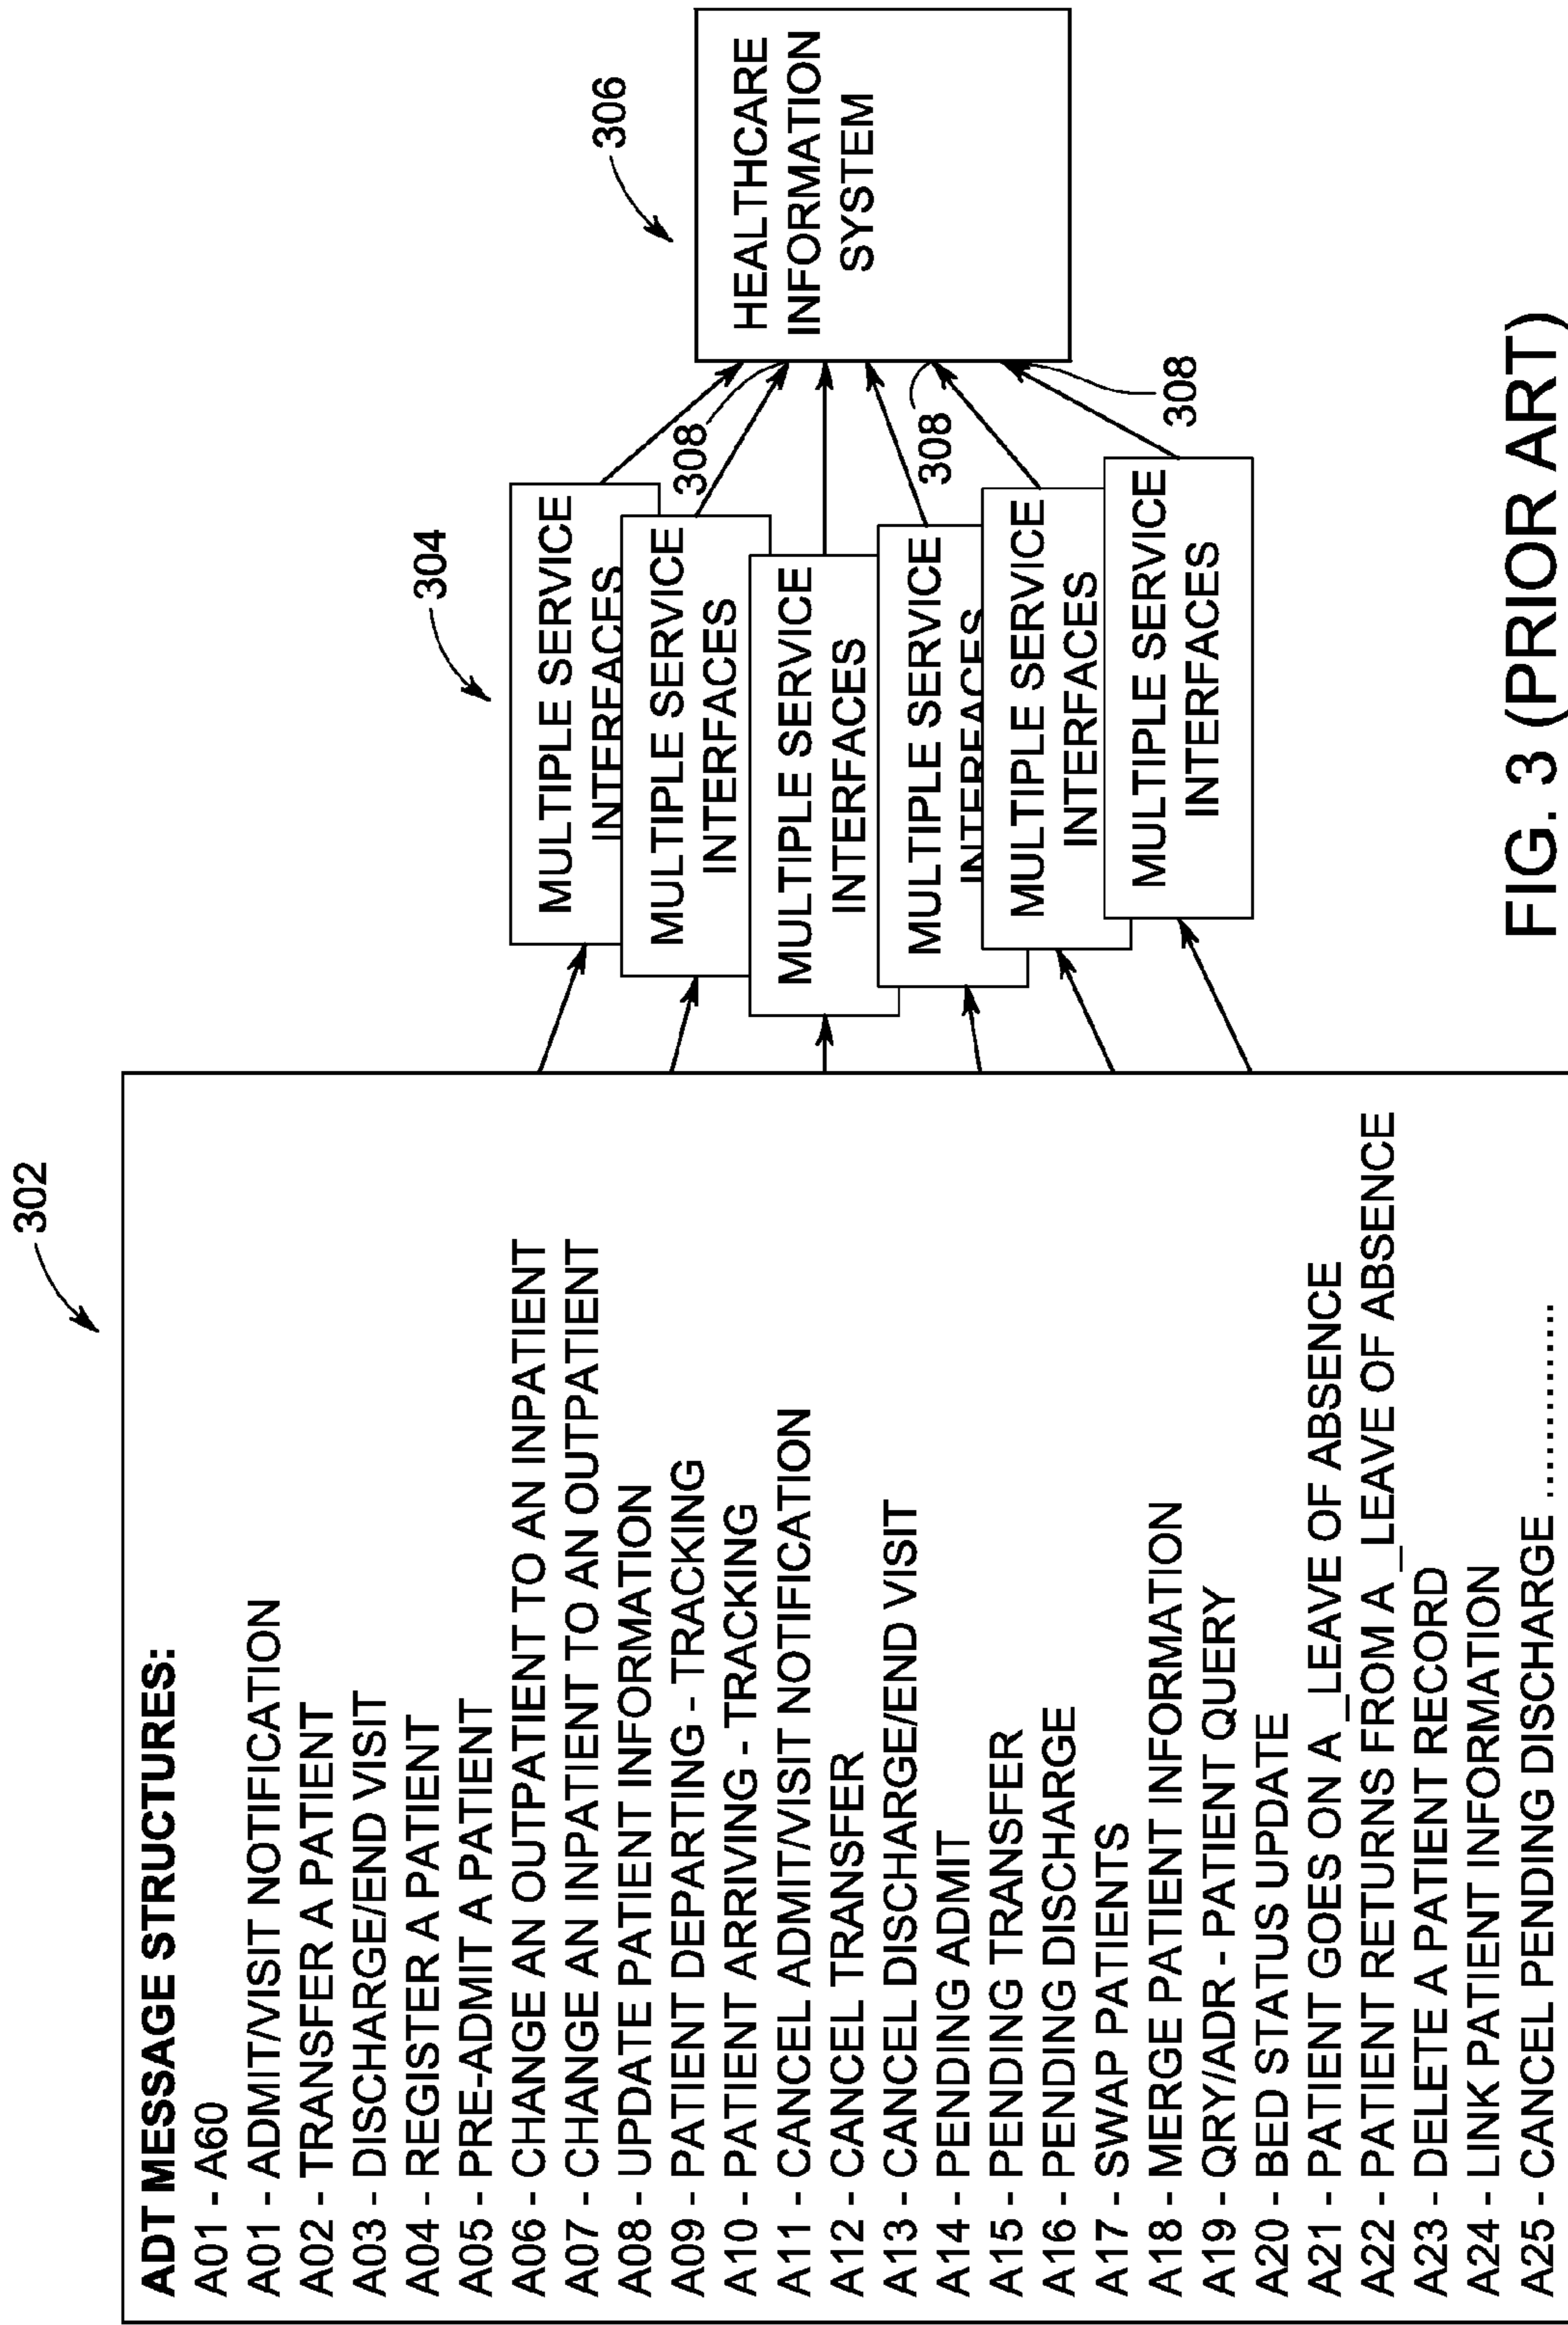 302
ADT MESSAGE STRUCTURES:
A01 - A60
A01 - ADMIT/VISIT NOTIFICATION
A02 - TRANSFER A PATIENT
A03 - DISCHARGE/END VISIT
A04 - REGISTER A PATIENT
A05 - PRE-ADMIT A PATIENT
A06 - CHANGE AN OUTPATIENT TO AN INPATIENT
A07 - CHANGE AN INPATIENT TO AN OUTPATIENT
A08 - UPDATE PATIENT INFORMATION
A09 - PATIENT DEPARTING - TRACKING
A10 - PATIENT ARRIVING - TRACKING
A11 - CANCEL ADMIT/VISIT NOTIFICATION
A12 - CANCEL TRANSFER
A13 - CANCEL DISCHARGE/END VISIT
A14 - PENDING ADMIT
A15 - PENDING TRANSFER
A16 - PENDING DISCHARGE
A17 - SWAP PATIENTS
A18 - MERGE PATIENT INFORMATION
A19 - QRY/ADR - PATIENT QUERY
A20 - BED STATUS UPDATE
A21 - PATIENT GOES ON A _LEAVE OF ABSENCE
A22 - PATIENT RETURNS FROM A _LEAVE OF ABSENCE
A23 - DELETE A PATIENT RECORD
A24 - LINK PATIENT INFORMATION
A25 - CANCEL PENDING DISCHARGE ..............
304
MULTIPLE SERVICE
INTERFACES
MULTIPLE SERVICE
INTERFACES
MULTIPLE SERVICE
INTERFACES
MULTIPLE SERVICE
INTERFACES
MULTIPLE SERVICE
INTERFACES
MULTIPLE SERVICE
INTERFACES
308
308
308
306
HEALTHCARE
INFORMATION
SYSTEM
FIG. 3 (PRIOR ART)